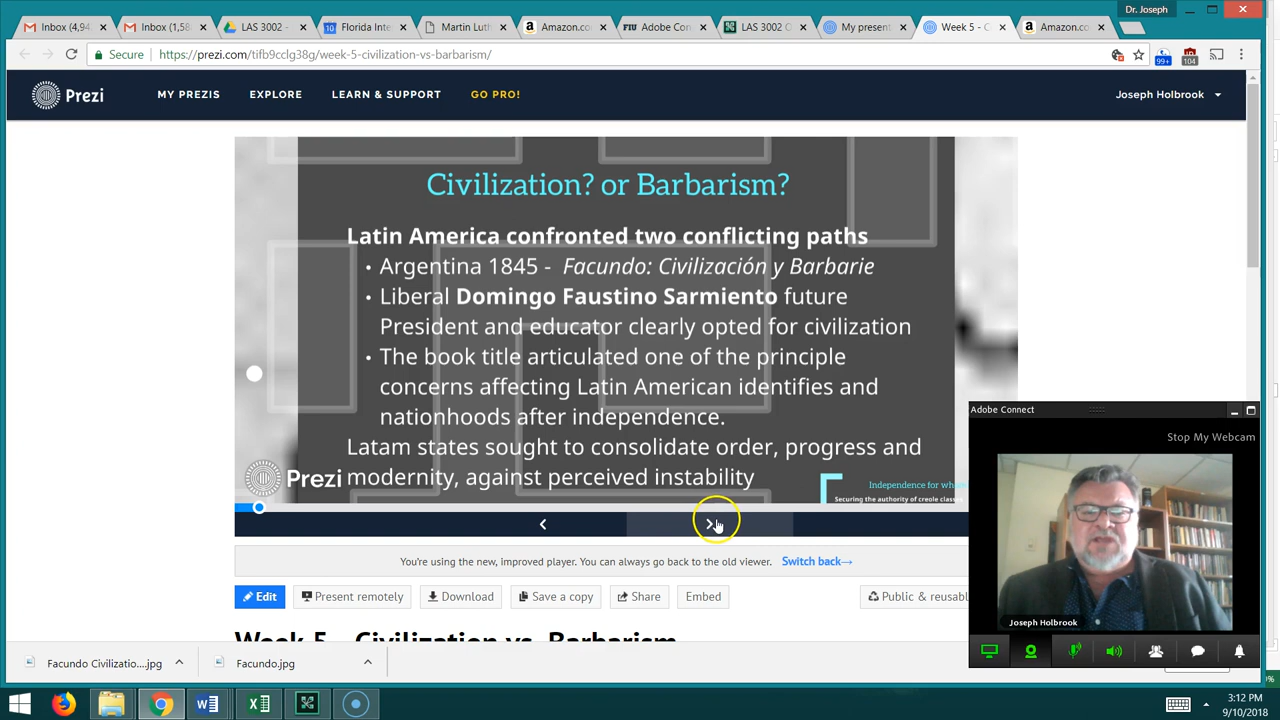 Dr. Joseph
Inbox (4,94
Inbox (1,58
LAS 3002 -
Florida Inte
Martin Luth
Amazon.com
FIU Adobe Con
LAS 3002 O
My present
Week 5 - Ci
Amazon.com
Secure https://prezi.com/tifb9cclg38g/week-5-civilization-vs-barbarism/
99+
104
Prezi MY PREZIS EXPLORE LEARN & SUPPORT GO PRO! Joseph Holbrook
Civilization? or Barbarism?
Latin America confronted two conflicting paths
• Argentina 1845 - Facundo: Civilización y Barbarie
• Liberal Domingo Faustino Sarmiento future
President and educator clearly opted for civilization
• The book title articulated one of the principle
concerns affecting Latin American identifies and
nationhoods after independence.
Latam states sought to consolidate order, progress and
modernity, against perceived instability
Prezi
Independence for wh
Securing the authority of creole classes
You're using the new, improved player. You can always go back to the old viewer. Switch back→
Edit Present remotely Download Save a copy Share Embed Public & reusab
Week 5 - Civilization vs. Barbarism
Adobe Connect
Stop My Webcam
Joseph Holbrook
Facundo Civilizatio....jpg
Facundo.jpg
3:12 PM
9/10/2018